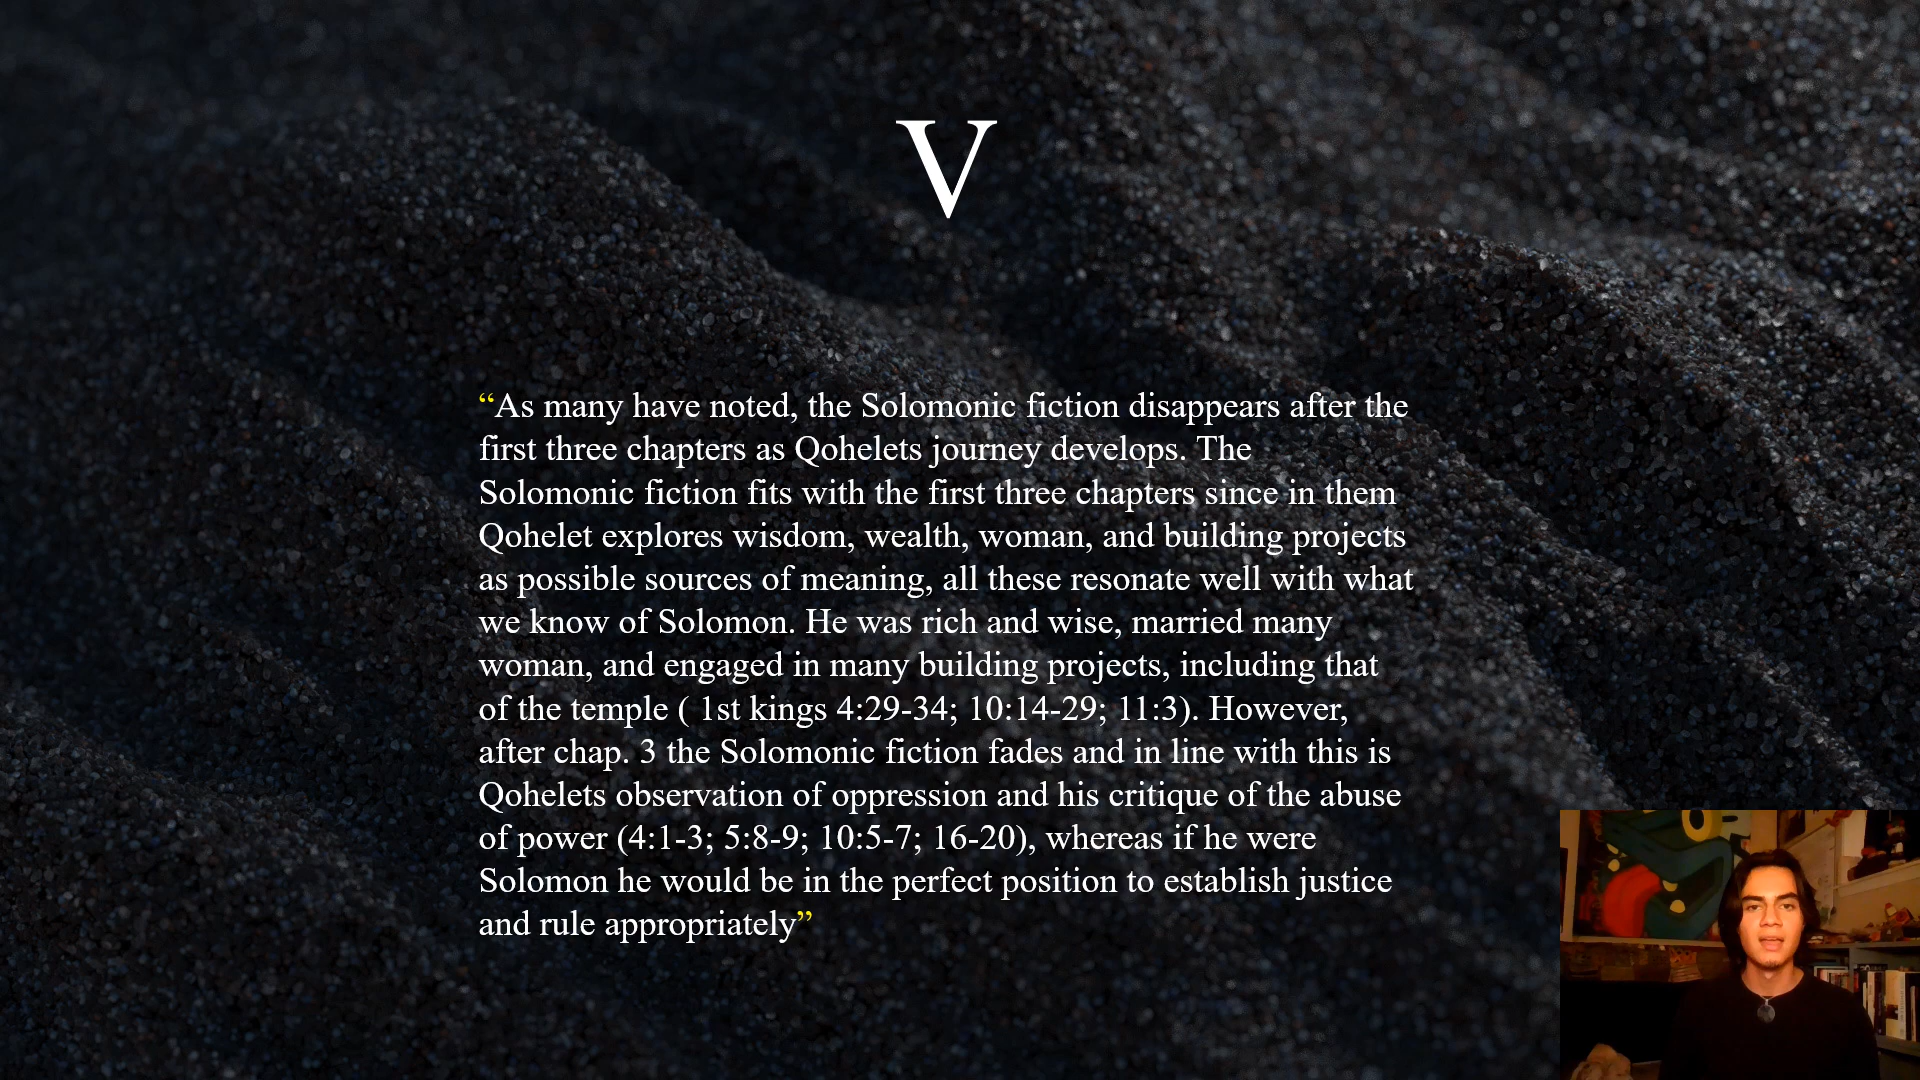 V
“As many have noted, the Solomonic fiction disappears after the
first three chapters as Qohelets journey develops. The
Solomonic fiction fits with the first three chapters since in them
Qohelet explores wisdom, wealth, woman, and building projects
as possible sources of meaning, all these resonate well with what
we know of Solomon. He was rich and wise, married many
woman, and engaged in many building projects, including that
of the temple ( 1st kings 4:29-34; 10:14-29; 11:3). However,
after chap. 3 the Solomonic fiction fades and in line with this is
Qohelets observation of oppression and his critique of the abuse
of power (4:1-3; 5:8-9; 10:5-7; 16-20), whereas if he were
Solomon he would be in the perfect position to establish justice
and rule appropriately”